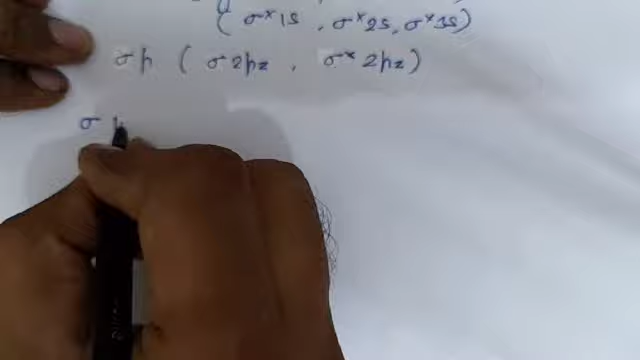 ( σ*1s , σ*2s, σ*3s)
σp ( σ2pz , σ*2pz)
σ